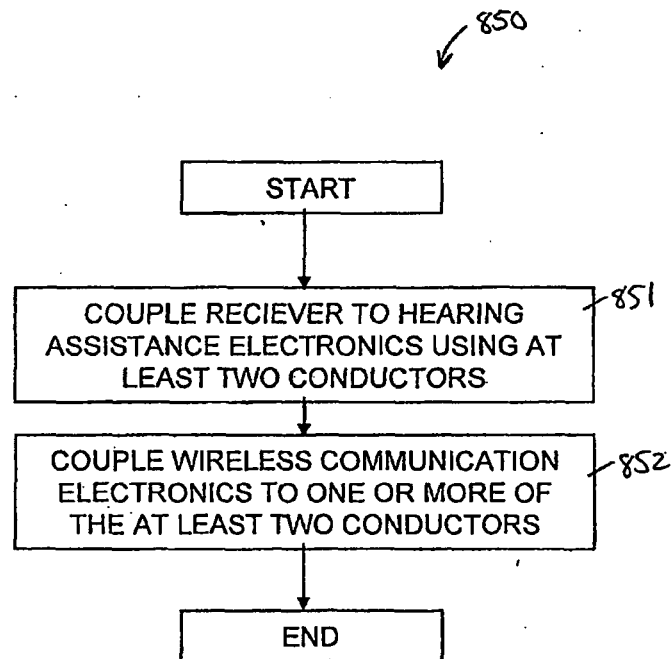 850
START
COUPLE RECIEVER TO HEARING
ASSISTANCE ELECTRONICS USING AT
LEAST TWO CONDUCTORS
851
COUPLE WIRELESS COMMUNICATION
ELECTRONICS TO ONE OR MORE OF
THE AT LEAST TWO CONDUCTORS
852
END